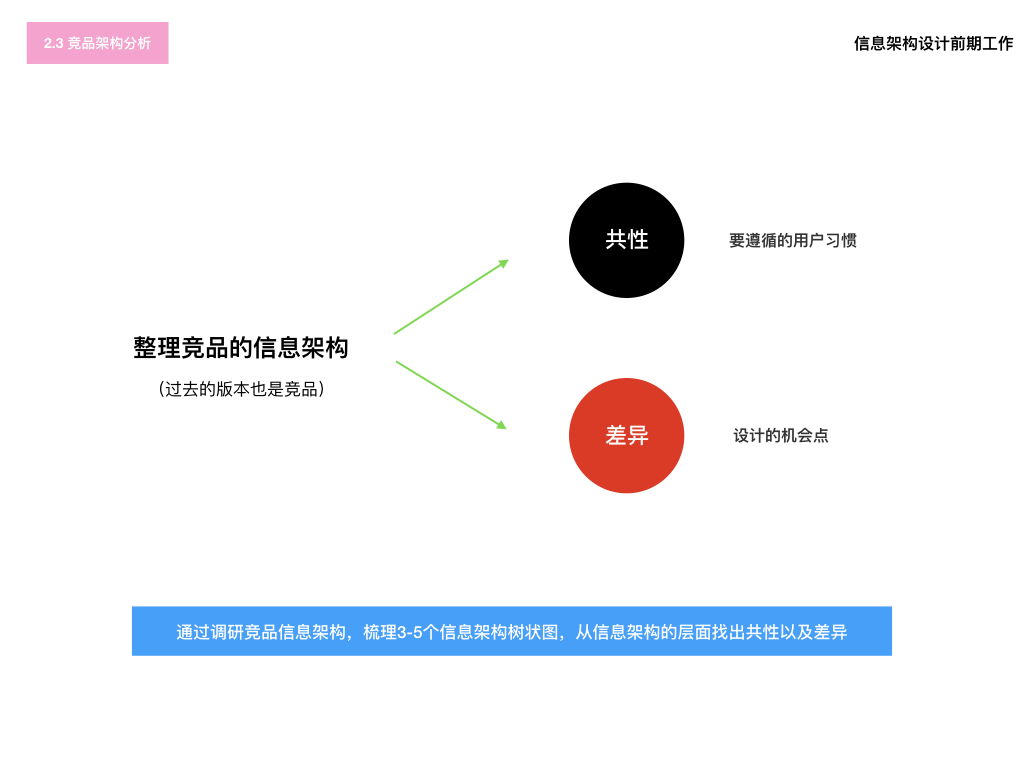 2.3 竞品架构分析
信息架构设计前期工作
共性
要遵循的用户习惯
整理竞品的信息架构
（过去的版本也是竞品）
差异
设计的机会点
通过调研竞品信息架构，梳理3-5个信息架构树状图，从信息架构的层面找出共性以及差异